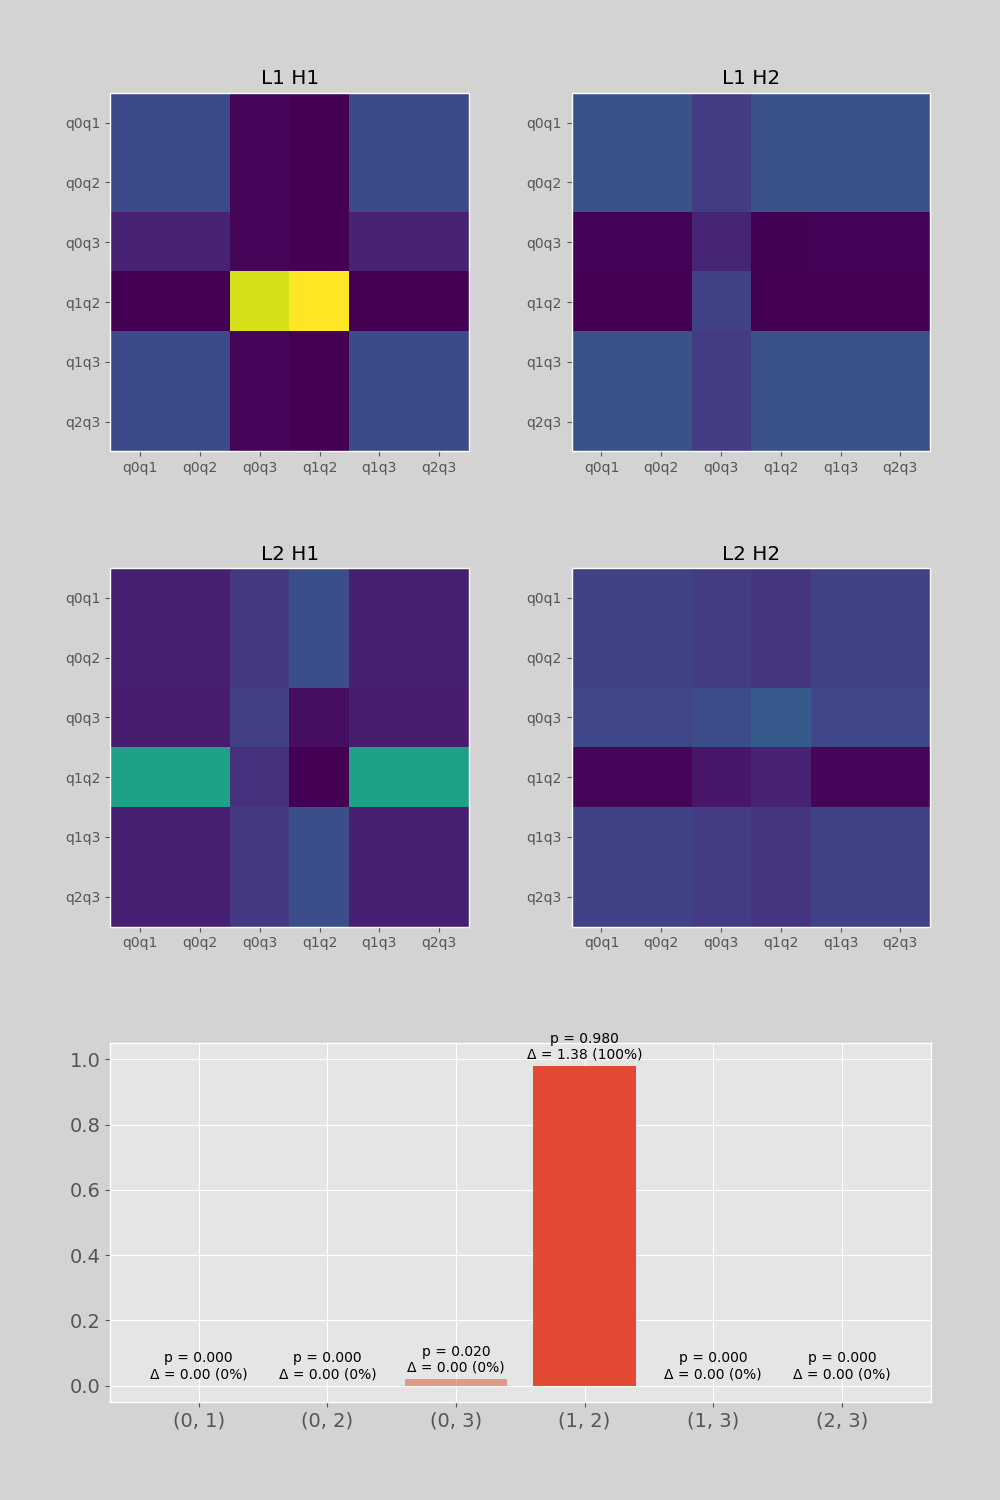 L1 H1
q0q1
q0q2
q0q3
q1q2
q1q3
q2q3
q0q1 q0q2 q0q3 q1q2 q1q3 q2q3
L1 H2
q0q1
q0q2
q0q3
q1q2
q1q3
q2q3
q0q1 q0q2 q0q3 q1q2 q1q3 q2q3
L2 H1
q0q1
q0q2
q0q3
q1q2
q1q3
q2q3
q0q1 q0q2 q0q3 q1q2 q1q3 q2q3
L2 H2
q0q1
q0q2
q0q3
q1q2
q1q3
q2q3
q0q1 q0q2 q0q3 q1q2 q1q3 q2q3
1.0
0.8
0.6
0.4
0.2
0.0
p = 0.000
Δ = 0.00 (0%)
p = 0.000
Δ = 0.00 (0%)
p = 0.020
Δ = 0.00 (0%)
p = 0.980
Δ = 1.38 (100%)
p = 0.000
Δ = 0.00 (0%)
p = 0.000
Δ = 0.00 (0%)
(0, 1) (0, 2) (0, 3) (1, 2) (1, 3) (2, 3)